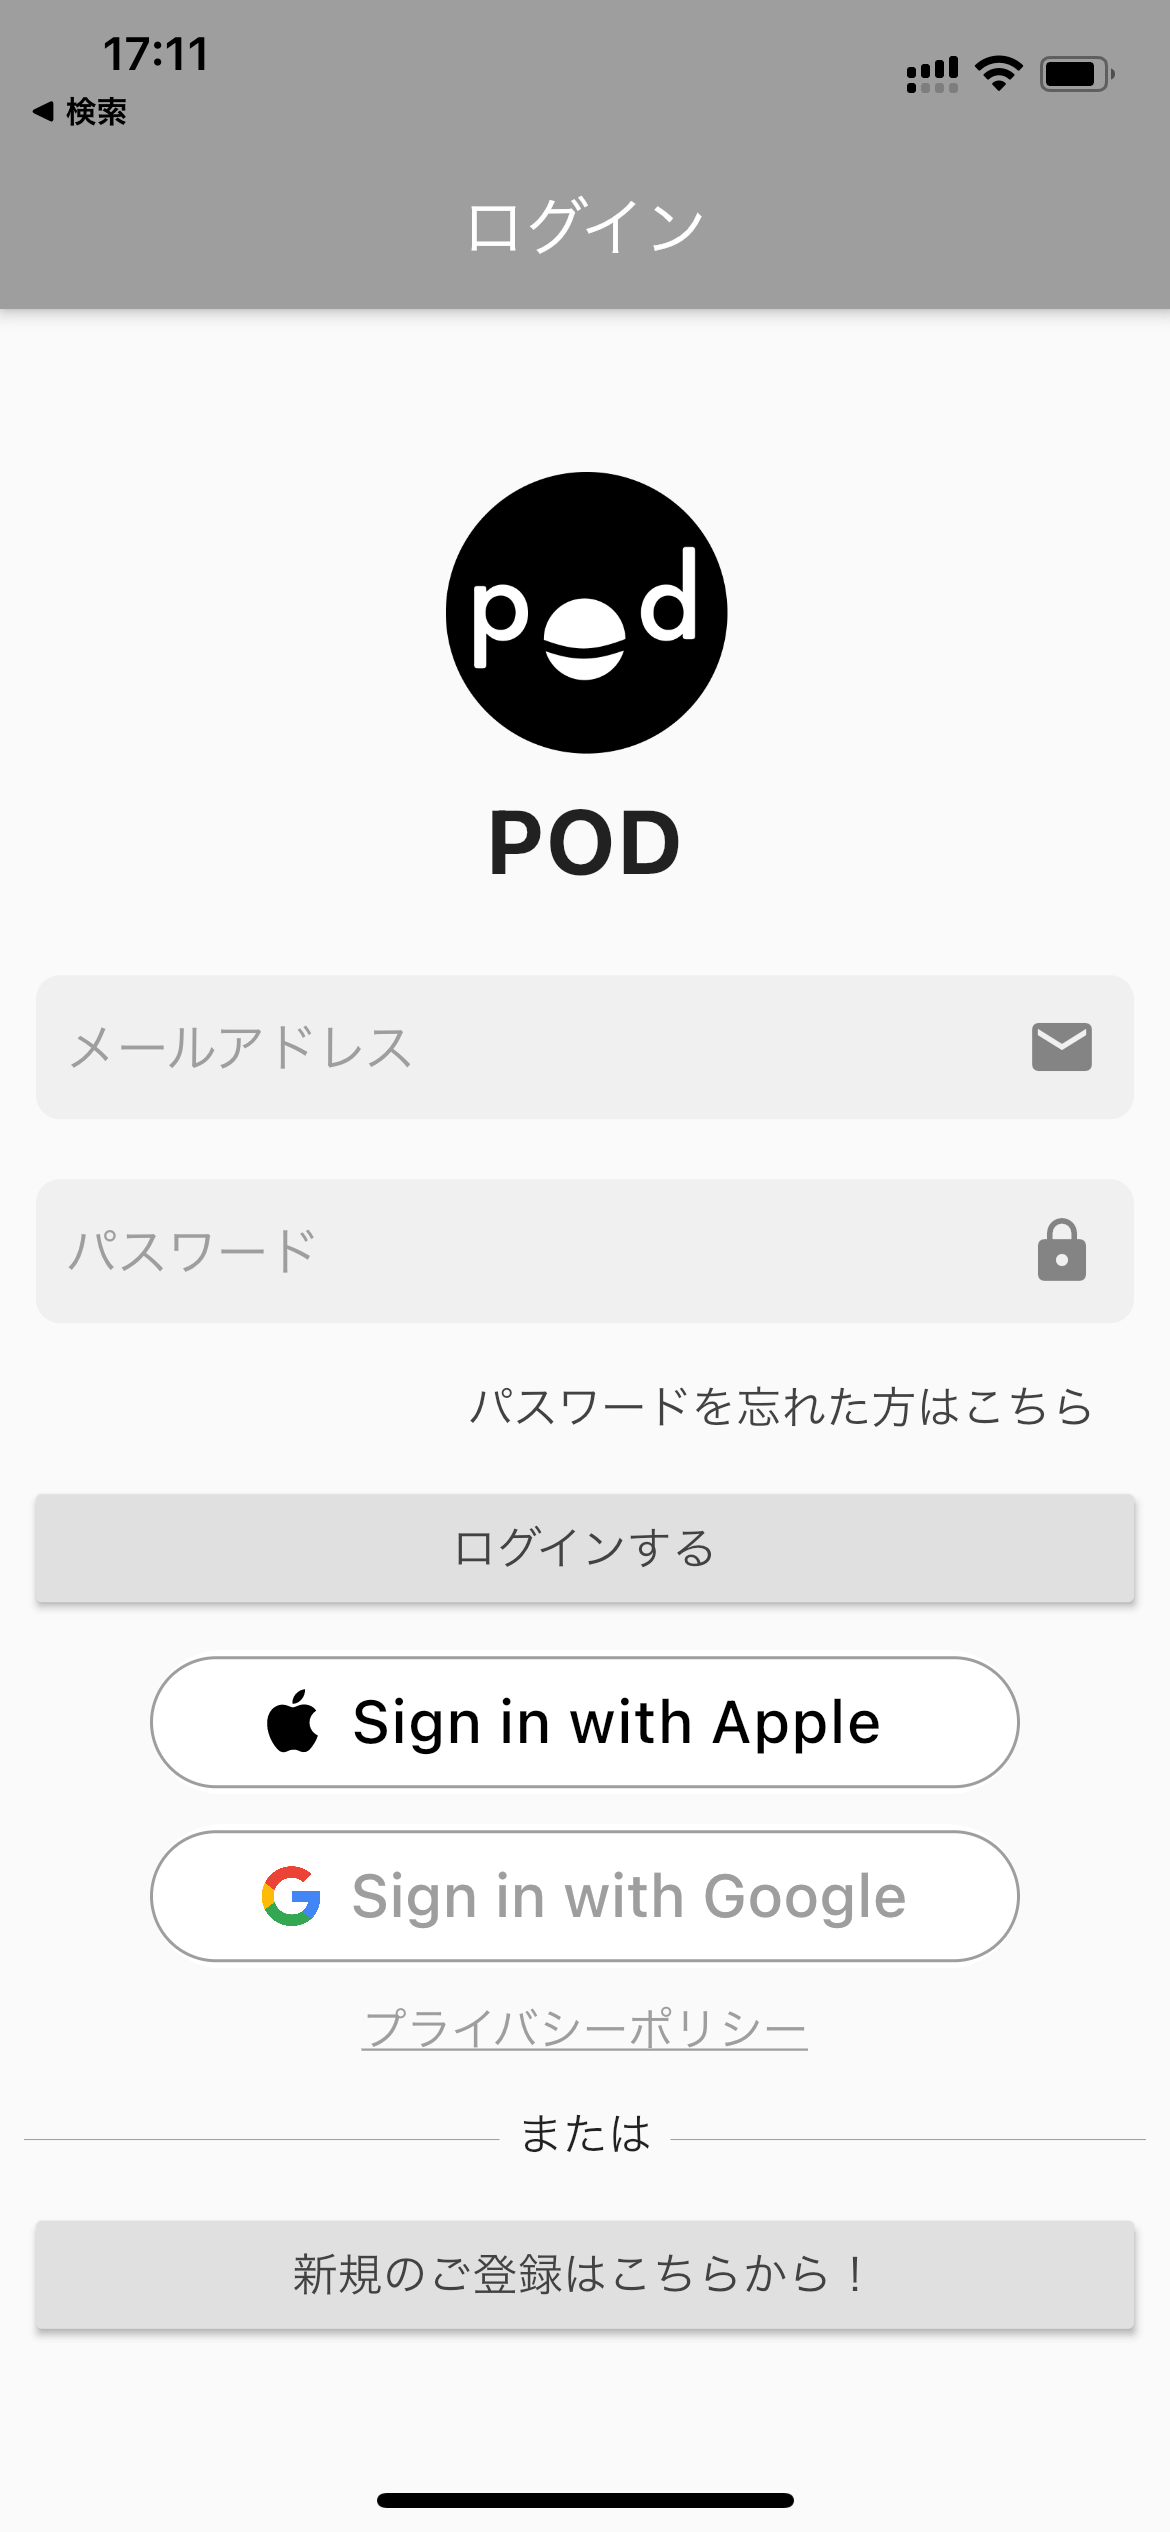 17:11
◀ 検索
ログイン
pod
POD
メールアドレス
パスワード
パスワードを忘れた方はこちら
ログインする
Sign in with Apple
Sign in with Google
プライバシーポリシー
または
新規のご登録はこちらから！